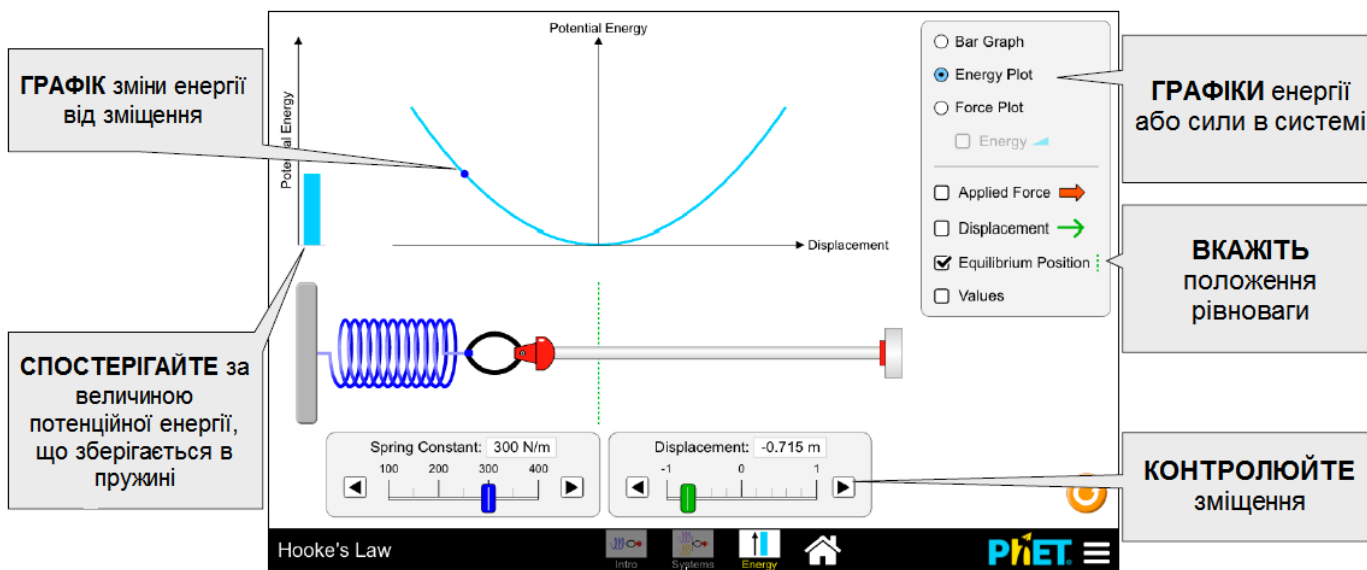 Potential Energy
Potential Energy
Displacement
ГРАФІК зміни енергії
від зміщення
СПОСТЕРІГАЙТЕ за
величиною
потенційної енергії,
що зберігається в
пружині
Bar Graph
Energy Plot
Force Plot
Energy
Applied Force
Displacement
Equilibrium Position
Values
ГРАФІКИ енергії
або сили в системі
ВКАЖІТЬ
положення
рівноваги
КОНТРОЛЮЙТЕ
зміщення
Spring Constant: 300 N/m
100 200 300 400
Displacement: -0.715 m
-1 0 1
Hooke's Law
Intro
Systems
Energy
PhET